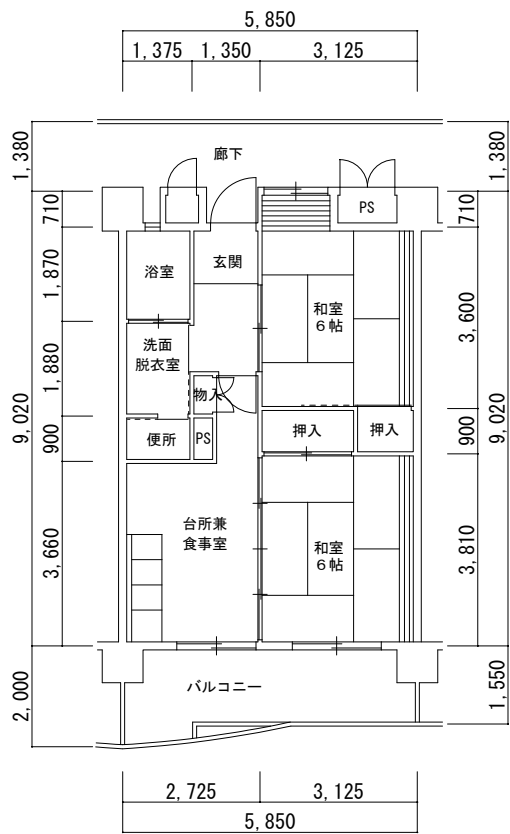 5,850
1,375 1,350 3,125
1,380
1,380
廊下
710
PS
710
玄関
浴室
1,870
和室
6帖
3,600
洗面
脱衣室
1,880
物入
9,020
9,020
押入
押入
900
便所
PS
900
台所兼
食事室
和室
6帖
3,660
3,810
バルコニー
2,000
1,550
2,725 3,125
5,850